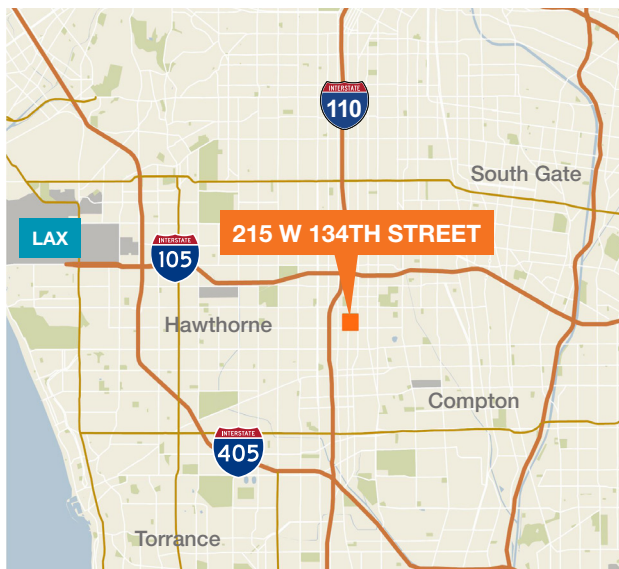 INTERSTATE
110
South Gate
215 W 134TH STREET
LAX
INTERSTATE
105
Hawthorne
Compton
INTERSTATE
405
Torrance